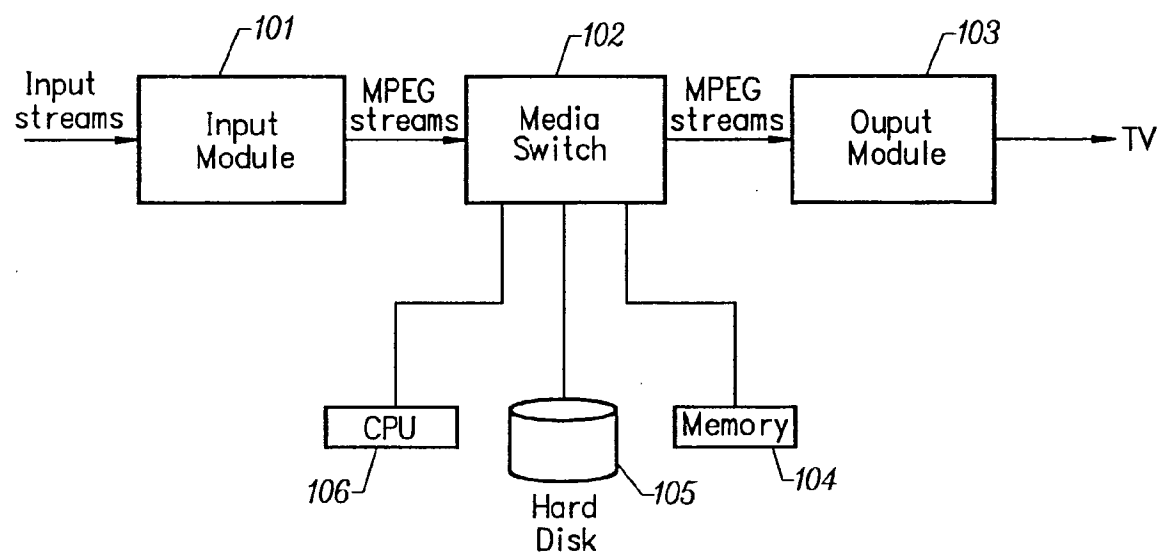 101
102
103
Input
streams
Input
Module
MPEG
streams
Media
Switch
MPEG
streams
Ouput
Module
TV
CPU
Memory
106
105
104
Hard
Disk